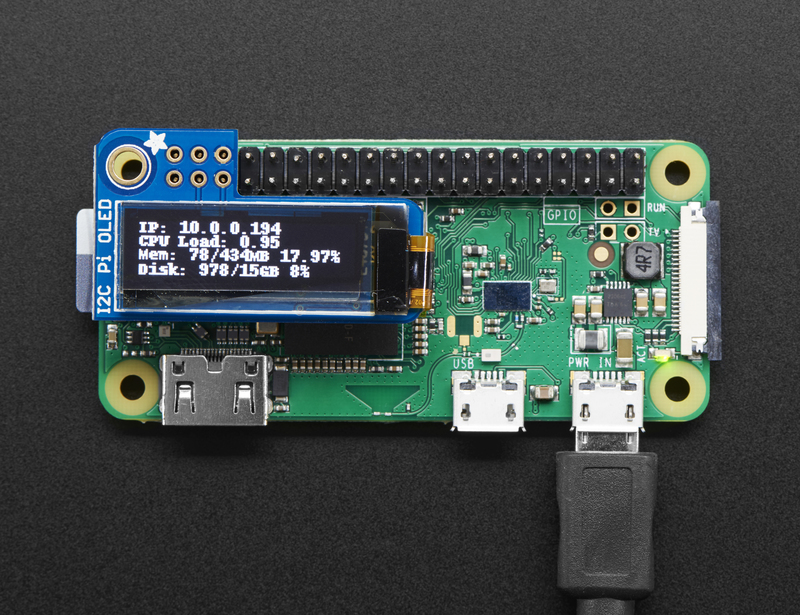 I2C Pi OLED
IP: 10.0.0.194
CPU Load: 0.95
Mem: 78/434MB 17.97%
Disk: 978/15GB 8%
GPIO
RUN
TV
4R7
USB
PWR IN
ACT